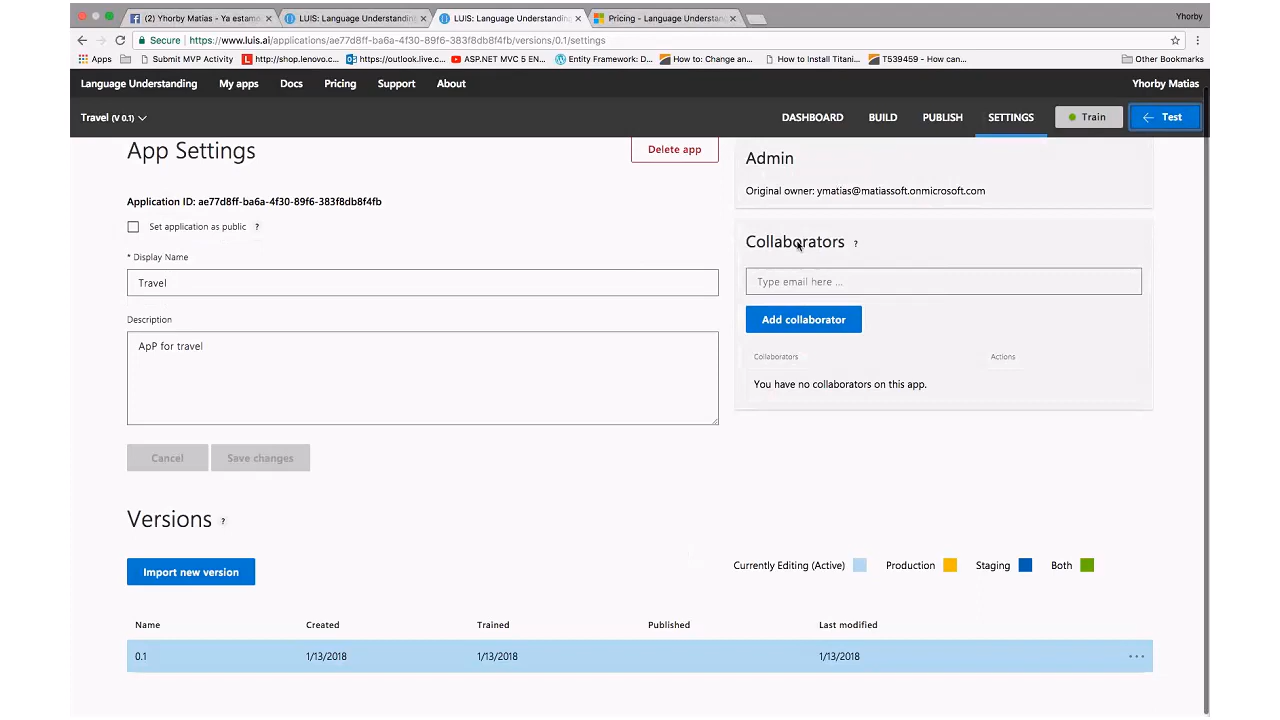 (2) Yhorby Matias - Ya estamo
LUIS: Language Understanding
LUIS: Language Understanding
Pricing - Language Understan
Yhorby
Secure
https://www.luis.ai/applications/ae77d8ff-ba6a-4f30-89f6-383f8db8f4fb/versions/0.1/settings
Apps
Submit MVP Activity
http://shop.lenovo.c...
https://outlook.live.c...
ASP.NET MVC 5 EN...
Entity Framework: D...
How to: Change an...
How to Install Titani...
T539459 - How can...
Other Bookmarks
Language Understanding
My apps
Docs
Pricing
Support
About
Yhorby Matias
Travel (V 0.1)
DASHBOARD
BUILD
PUBLISH
SETTINGS
Train
Test
App Settings
Delete app
Application ID: ae77d8ff-ba6a-4f30-89f6-383f8db8f4fb
Set application as public ?
* Display Name
Travel
Description
ApP for travel
Cancel
Save changes
Admin
Original owner: ymatias@matiassoft.onmicrosoft.com
Collaborators ?
Type email here ...
Add collaborator
Collaborators
Actions
You have no collaborators on this app.
Versions ?
Import new version
Currently Editing (Active)
Production
Staging
Both
Name
Created
Trained
Published
Last modified
0.1
1/13/2018
1/13/2018
1/13/2018